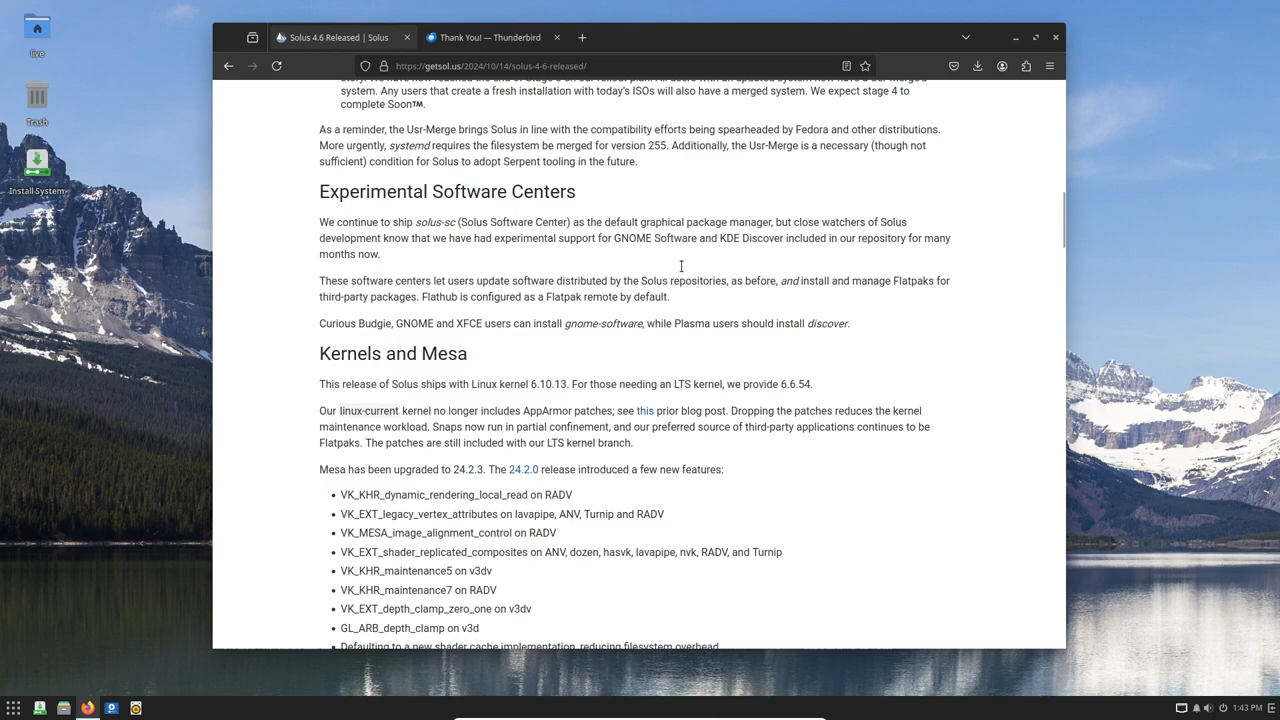 live
Trash
Install System
Solus 4.6 Released | Solus
Thank You! — Thunderbird
https://getsol.us/2024/10/14/solus-4-6-released/
system. Any users that create a fresh installation with today's ISOs will also have a merged system. We expect stage 4 to
complete Soon™.
As a reminder, the Usr-Merge brings Solus in line with the compatibility efforts being spearheaded by Fedora and other distributions.
More urgently, systemd requires the filesystem be merged for version 255. Additionally, the Usr-Merge is a necessary (though not
sufficient) condition for Solus to adopt Serpent tooling in the future.
Experimental Software Centers
We continue to ship solus-sc (Solus Software Center) as the default graphical package manager, but close watchers of Solus
development know that we have had experimental support for GNOME Software and KDE Discover included in our repository for many
months now.
These software centers let users update software distributed by the Solus repositories, as before, and install and manage Flatpaks for
third-party packages. Flathub is configured as a Flatpak remote by default.
Curious Budgie, GNOME and XFCE users can install gnome-software, while Plasma users should install discover.
Kernels and Mesa
This release of Solus ships with Linux kernel 6.10.13. For those needing an LTS kernel, we provide 6.6.54.
Our linux-current kernel no longer includes AppArmor patches; see this prior blog post. Dropping the patches reduces the kernel
maintenance workload. Snaps now run in partial confinement, and our preferred source of third-party applications continues to be
Flatpaks. The patches are still included with our LTS kernel branch.
Mesa has been upgraded to 24.2.3. The 24.2.0 release introduced a few new features:
• VK_KHR_dynamic_rendering_local_read on RADV
• VK_EXT_legacy_vertex_attributes on lavapipe, ANV, Turnip and RADV
• VK_MESA_image_alignment_control on RADV
• VK_EXT_shader_replicated_composites on ANV, dozen, hasvk, lavapipe, nvk, RADV, and Turnip
• VK_KHR_maintenance5 on v3dv
• VK_KHR_maintenance7 on RADV
• VK_EXT_depth_clamp_zero_one on v3dv
• GL_ARB_depth_clamp on v3d
• Defaulting to a new shader cache implementation, reducing filesystem overhead
1:43 PM